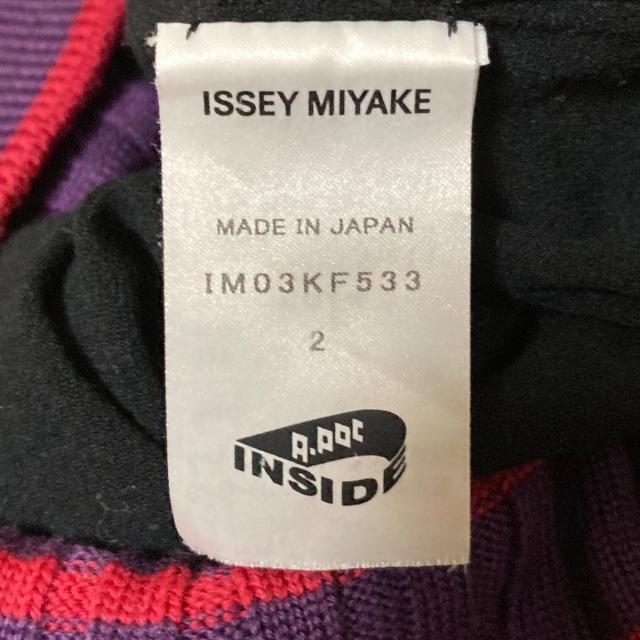 ISSEY MIYAKE
MADE IN JAPAN
IM03KF533
2
A.POC
INSIDE